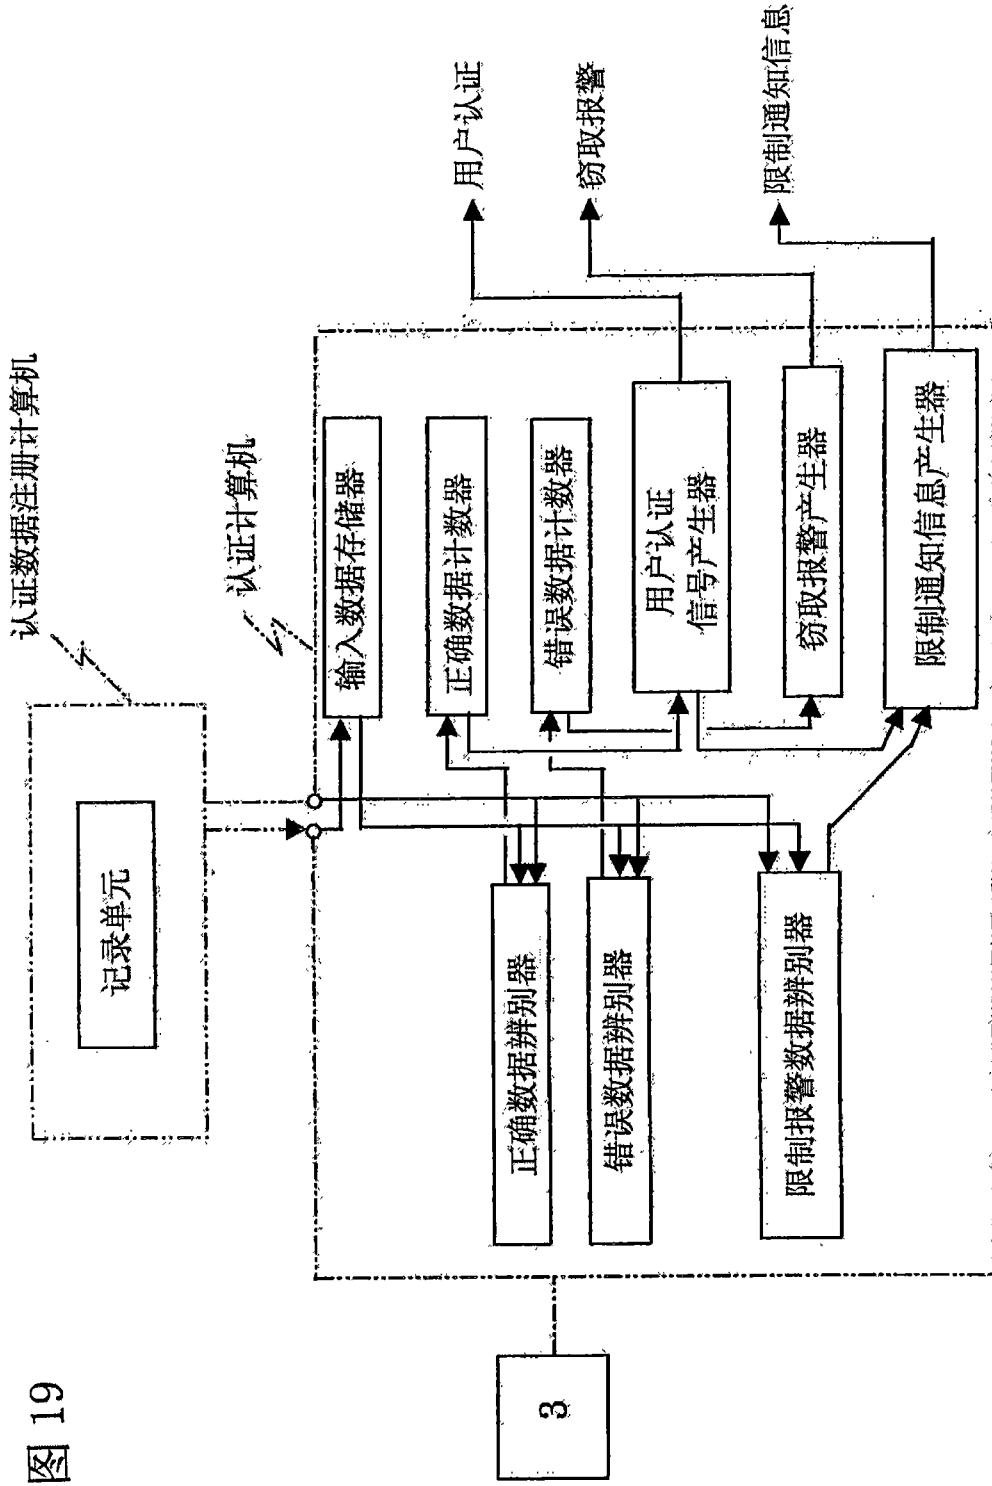 图 19
认证数据注册计算机
记录单元
认证计算机
输入数据存储器
正确数据计数器
错误数据计数器
用户认证
信号产生器
窃取报警产生器
限制通知信息产生器
正确数据辨别器
错误数据辨别器
限制报警数据辨别器
用户认证
窃取报警
限制通知信息
3